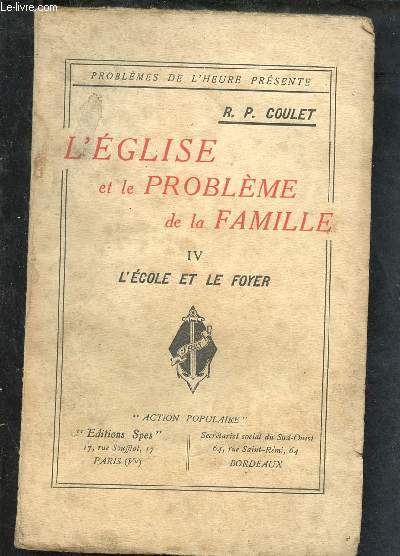 www.Le-livre.com
PROBLÈMES DE L'HEURE PRÉSENTE
R. P. COULET
L'ÉGLISE
et le PROBLÈME
de la FAMILLE
IV
L'ÉCOLE ET LE FOYER
"ACTION POPULAIRE"
"Editions Spes"
17, rue Soufflot, 17
PARIS (Vᵉ)
Secrétariat social du Sud-Ouest
64, rue Saint-Rémi, 64
BORDEAUX